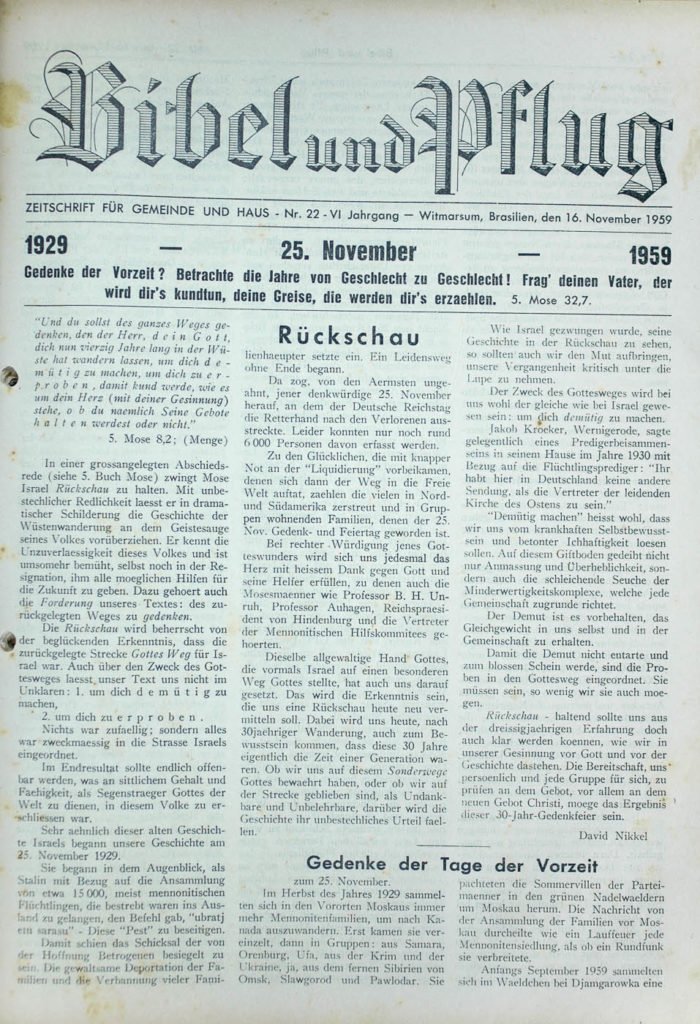 Bibel und Pflug
ZEITSCHRIFT FÜR GEMEINDE UND HAUS - Nr. 22 - VI Jahrgang — Witmarsum, Brasilien, den 16. November 1959
1929 — 25. November — 1959
Gedenke der Vorzeit? Betrachte die Jahre von Geschlecht zu Geschlecht! Frag' deinen Vater, der
wird dir's kundtun, deine Greise, die werden dir's erzaehlen. 5. Mose 32,7.
Rückschau
"Und du sollst des ganzes Weges ge-
denken, den der Herr, dein Gott,
dich nun vierzig Jahre lang in der Wü-
ste hat wandern lassen, um dich de-
mütig zu machen, um dich zu er-
proben, damit kund werde, wie es
um dein Herz (mit deiner Gesinnung)
stehe, ob du naemlich Seine Gebote
halten werdest oder nicht."
5. Mose 8,2; (Menge)
In einer grossangelegten Abschieds-
rede (siehe 5. Buch Mose) zwingt Mose
Israel Rückschau zu halten. Mit unbe-
stechlicher Redlichkeit laesst er in drama-
tischer Schilderung die Geschichte der
Wüstenwanderung an dem Geistesauge
seines Volkes vorüberziehen. Er kennt die
Unzuverlaessigkeit dieses Volkes und ist
umsomehr bemüht, selbst noch in der Re-
signation, ihm alle moeglichen Hilfen für
die Zukunft zu geben. Dazu gehoert auch
die Forderung unseres Textes: des zu-
rückgelegten Weges zu gedenken.
Die Rückschau wird beherrscht von
der beglückenden Erkenntnis, dass die
zurückgelegte Strecke Gottes Weg für Is-
rael war. Auch über den Zweck des Got-
tesweges laesst unser Text uns nicht im
Unklaren: 1. um dich demütig zu
machen,
2. um dich zu erproben.
Nichts war zufaellig; sondern alles
war zweckmaessig in die Strasse Israels
eingeordnet.
Im Endresultat sollte endlich offen-
bar werden, was an sittlichem Gehalt und
Faehigkeit, als Segenstraeger Gottes der
Welt zu dienen, in diesem Volke zu er-
schliessen war.
Sehr aehnlich dieser alten Geschich-
te Israels begann unsere Geschichte am
25. November 1929.
Sie begann in dem Augenblick, als
Stalin mit Bezug auf die Ansammlung
von etwa 15 000, meist mennonitischen
Flüchtlingen, die bestrebt waren ins Aus-
land zu gelangen, den Befehl gab, "ubratj
etu sarasu" - Diese "Pest" zu beseitigen.
Damit schien das Schicksal der von
der Hoffnung Betrogenen besiegelt zu
sein. Die gewaltsame Deportation der Fa-
milien und die Verbannung vieler Fami-
lienhaeupter setzte ein. Ein Leidensweg
ohne Ende begann.
Da zog, von den Aermsten unge-
ahnt, jener denkwürdige 25. November
herauf, an dem der Deutsche Reichstag
die Retterhand nach den Verlorenen aus-
streckte. Leider konnten nur noch rund
6 000 Personen davon erfasst werden.
Zu den Glücklichen, die mit knapper
Not an der "Liquidierung" vorbeikamen,
denen sich dann der Weg in die Freie
Welt auftat, zaehlen die vielen in Nord-
und Südamerika zerstreut und in Grup-
pen wohnenden Familien, denen der 25.
Nov. Gedenk- und Feiertag geworden ist.
Bei rechter Würdigung jenes Got-
teswunders wird sich uns jedesmal das
Herz mit heissem Dank gegen Gott und
seine Helfer erfüllen, zu denen auch die
Mosesmaenner wie Professor B. H. Un-
ruh, Professor Auhagen, Reichspraesi-
dent von Hindenburg und die Vertreter
der Mennonitischen Hilfskommitees ge-
hoerten.
Dieselbe allgewaltige Hand Gottes,
die vormals Israel auf einen besonderen
Weg Gottes stellte, hat auch uns darauf
gesetzt. Das wird die Erkenntnis sein,
die uns eine Rückschau heute neu ver-
mitteln soll. Dabei wird uns heute, nach
30jaehriger Wanderung, auch zum Be-
wusstsein kommen, dass diese 30 Jahre
eigentlich die Zeit einer Generation wa-
ren. Ob wir uns auf diesem Sonderwege
Gottes bewaehrt haben, oder ob wir auf
der Strecke geblieben sind, als Undank-
bare und Unbelehrbare, darüber wird die
Geschichte ihr unbestechliches Urteil fael-
len.
Wie Israel gezwungen wurde, seine
Geschichte in der Rückschau zu sehen,
so sollten auch wir den Mut aufbringen,
unsere Vergangenheit kritisch unter die
Lupe zu nehmen.
Der Zweck des Gottesweges wird bei
uns wohl der gleiche wie bei Israel gewe-
sen sein: um dich demütig zu machen.
Jakob Kroeker, Wernigerode, sagte
gelegentlich eines Predigerbeisammen-
seins in seinem Hause im Jahre 1930 mit
Bezug auf die Flüchtlingsprediger: "Ihr
habt hier in Deutschland keine andere
Sendung, als die Vertreter der leidenden
Kirche des Ostens zu sein."
"Demütig machen" heisst wohl, dass
wir uns vom krankhaften Selbstbewusst-
sein und betonter Ichhaftigkeit loesen
sollen. Auf diesem Giftboden gedeiht nicht
nur Anmassung und Überheblichkeit, son-
dern auch die schleichende Seuche der
Minderwertigkeitskomplexe, welche jede
Gemeinschaft zugrunde richtet.
Der Demut ist es vorbehalten, das
Gleichgewicht in uns selbst und in der
Gemeinschaft zu erhalten.
Damit die Demut nicht entarte und
zum blossen Schein werde, sind die Pro-
ben in den Gottesweg eingeordnet. Sie
müssen sein, so wenig wir sie auch moe-
gen.
Rückschau - haltend sollte uns aus
der dreissigjaehrigen Erfahrung doch
auch klar werden koennen, wie wir in
unserer Gesinnung vor Gott und vor der
Geschichte dastehen. Die Bereitschaft, uns
persoenlich und jede Gruppe für sich, zu
prüfen an dem Gebot, vor allem an dem
neuen Gebot Christi, moege das Ergebnis
dieser 30-Jahr-Gedenkfeier sein.
David Nikkel
Gedenke der Tage der Vorzeit
zum 25. November.
Im Herbst des Jahres 1929 sammel-
ten sich in den Vororten Moskaus immer
mehr Mennonitenfamilien, um nach Ka-
nada auszuwandern. Erst kamen sie ver-
einzelt, dann in Gruppen: aus Samara,
Orenburg, Ufa, aus der Krim und der
Ukraine, ja, aus dem fernen Sibirien von
Omsk, Slawgorod und Pawlodar. Sie
pachteten die Sommervillen der Partei-
maenner in den grünen Nadelwaeldern
um Moskau herum. Die Nachricht von
der Ansammlung der Familien vor Mos-
kau durcheilte wie ein Lauffeuer jede
Mennonitensiedlung, als ob ein Rundfunk
sie verbreitete.
Anfangs September 1959 sammelten
sich im Waeldchen bei Djamgarowka eine